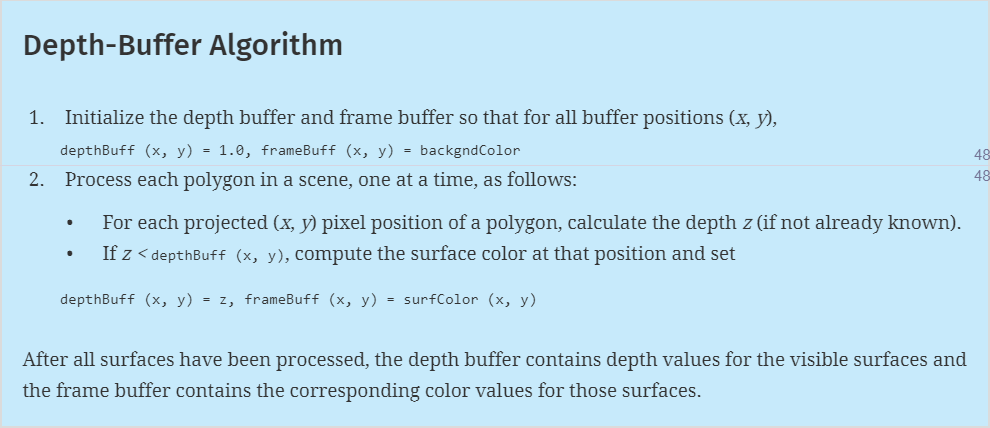 Depth-Buffer Algorithm
1. Initialize the depth buffer and frame buffer so that for all buffer positions (x, y),
depthBuff (x, y) = 1.0, frameBuff (x, y) = backgndColor
48
2. Process each polygon in a scene, one at a time, as follows:
48
• For each projected (x, y) pixel position of a polygon, calculate the depth z (if not already known).
• If z < depthBuff (x, y), compute the surface color at that position and set
depthBuff (x, y) = z, frameBuff (x, y) = surfColor (x, y)
After all surfaces have been processed, the depth buffer contains depth values for the visible surfaces and
the frame buffer contains the corresponding color values for those surfaces.